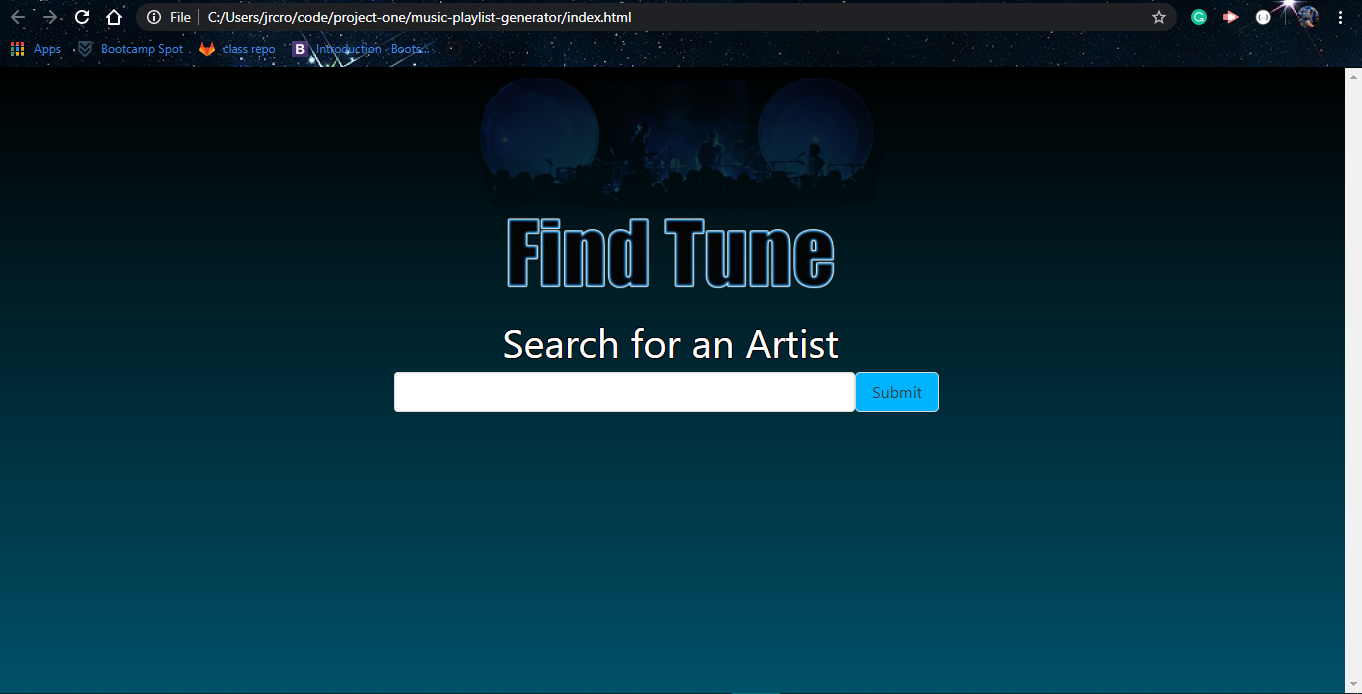 File C:/Users/jrcro/code/project-one/music-playlist-generator/index.html
Apps Bootcamp Spot class repo B Introduction · Boots...
Find Tune
Search for an Artist
Submit